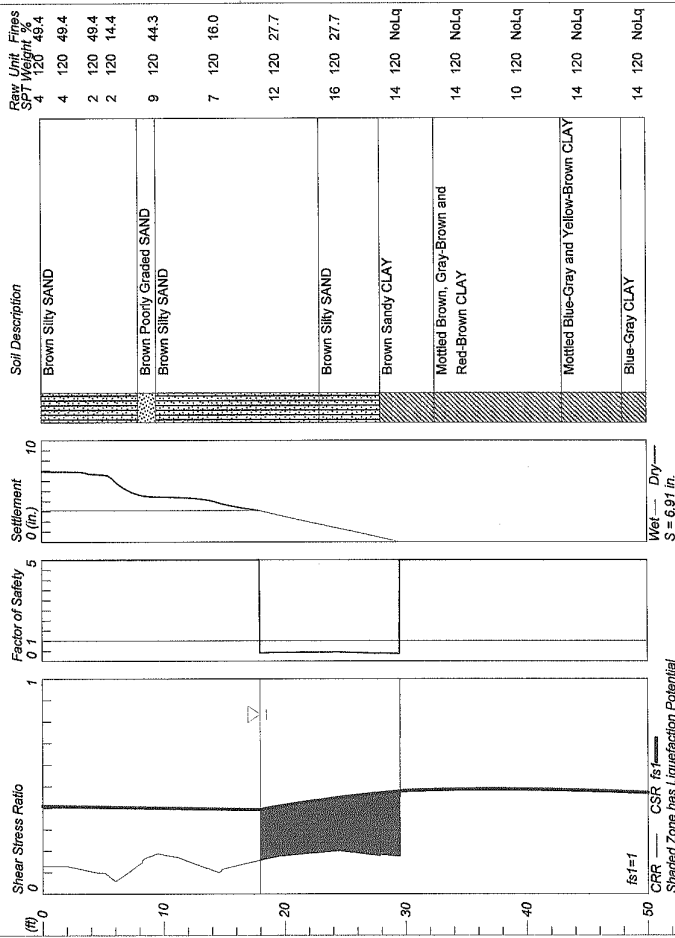 Shear Stress Ratio
(ft) 0 1
Factor of Safety
0 1 5
Settlement
0 (in.) 10
Soil Description
Raw Unit Fines
SPT Weight %
4 120 49.4
4 120 49.4
2 120 49.4
2 120 14.4
9 120 44.3
7 120 16.0
12 120 27.7
16 120 27.7
14 120 NoLq
14 120 NoLq
10 120 NoLq
14 120 NoLq
14 120 NoLq
Brown Silty SAND
Brown Poorly Graded SAND
Brown Silty SAND
Brown Silty SAND
Brown Sandy CLAY
Mottled Brown, Gray-Brown and
Red-Brown CLAY
Mottled Blue-Gray and Yellow-Brown CLAY
Blue-Gray CLAY
0
10
20
30
40
50
fs1=1
CRR — CSR fs1
Shaded Zone has Liquefaction Potential
Wet — Dry —
S = 6.91 in.